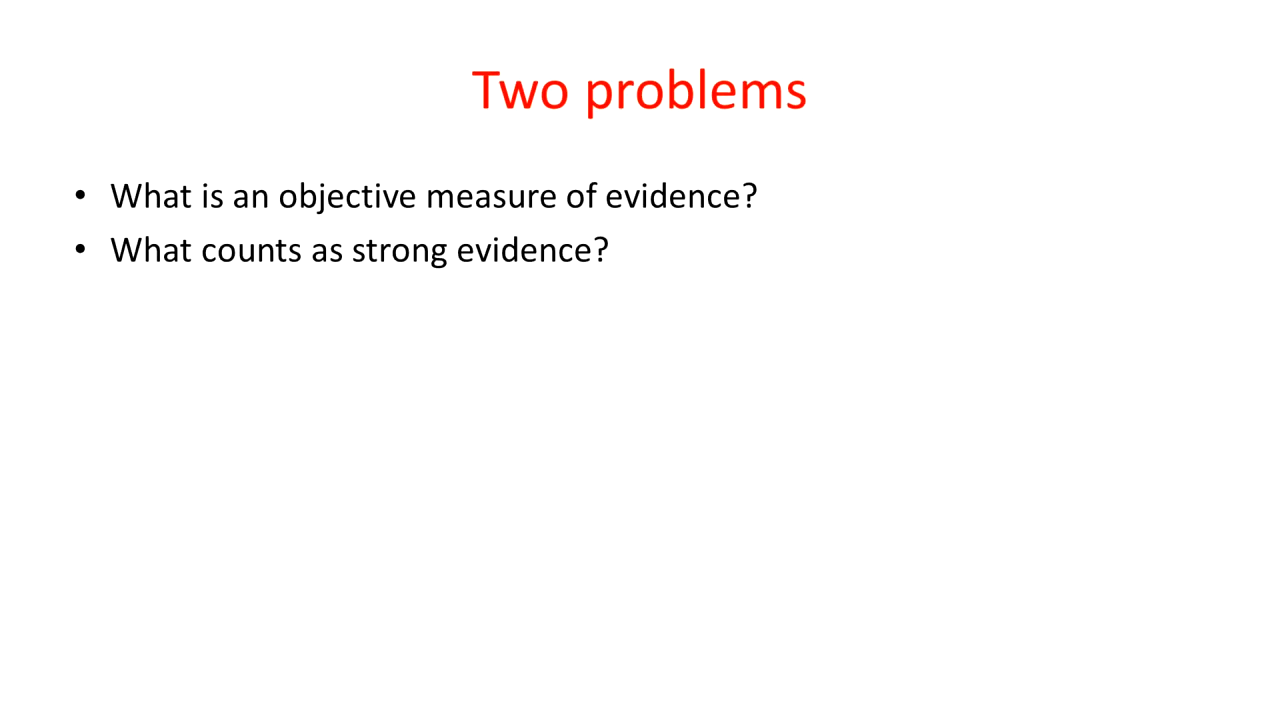 Two problems
• What is an objective measure of evidence?
• What counts as strong evidence?